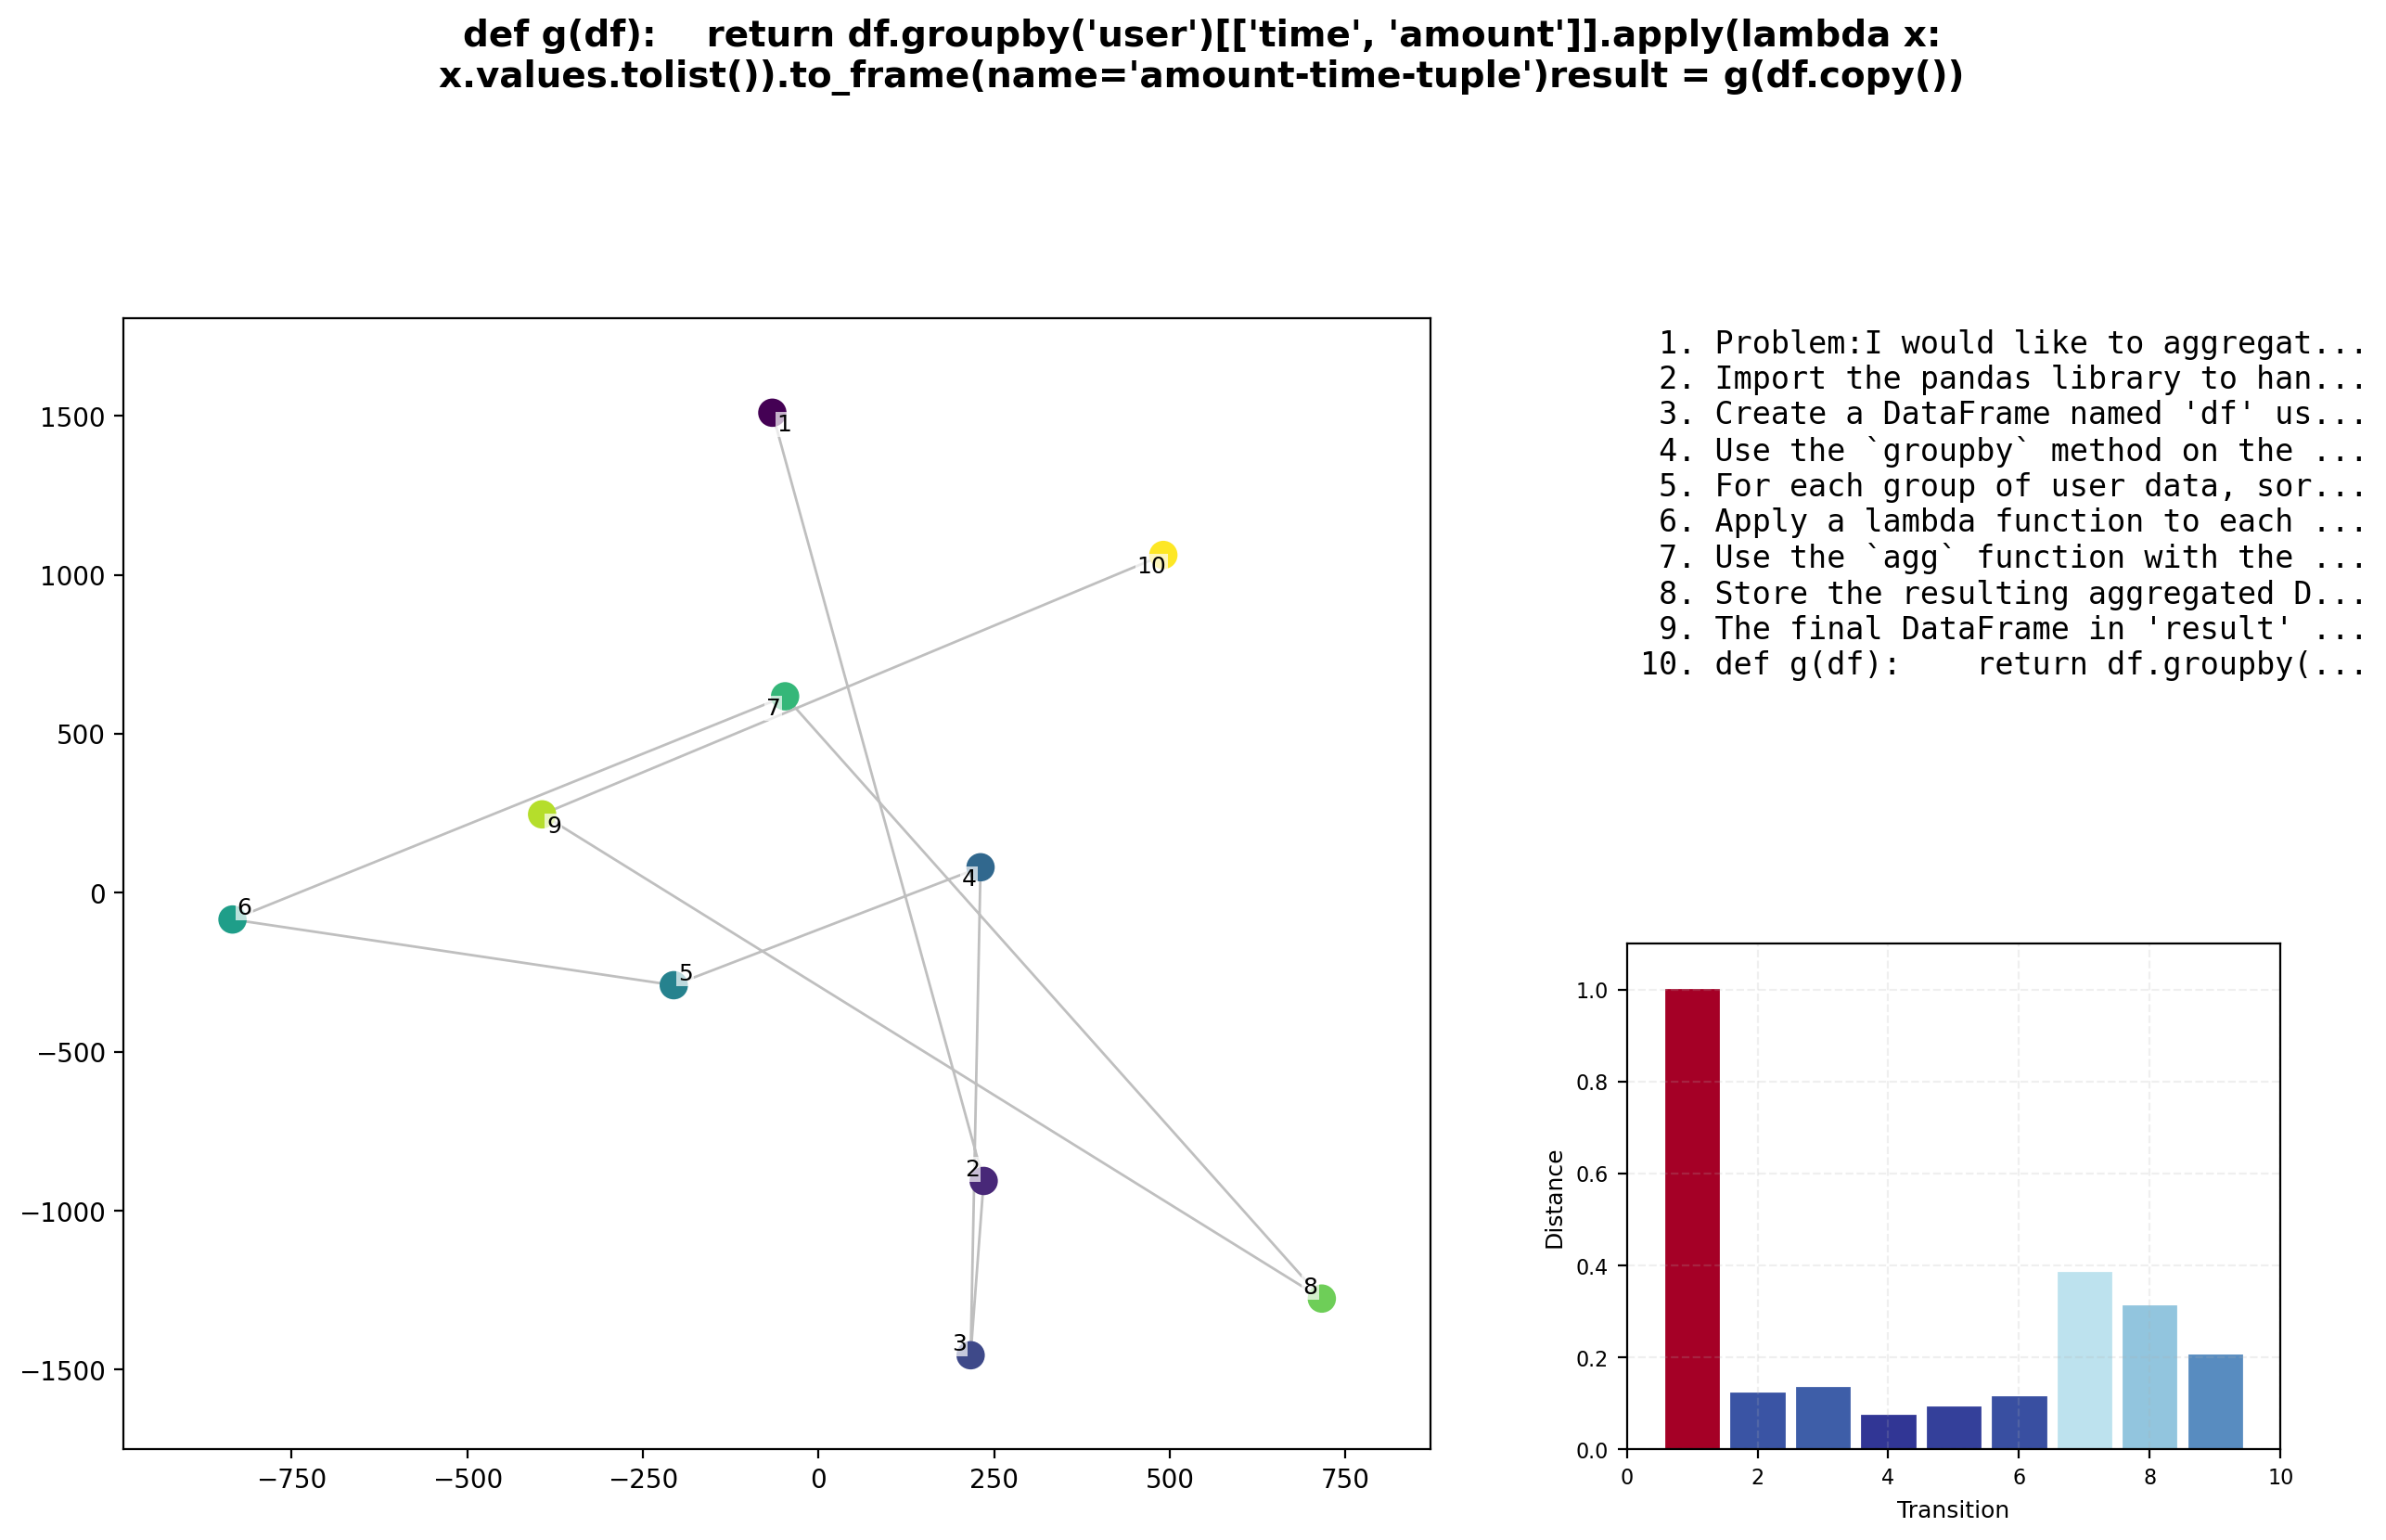 def g(df):    return df.groupby('user')[['time', 'amount']].apply(lambda x:
x.values.tolist()).to_frame(name='amount-time-tuple')result = g(df.copy())
1500
1000
500
0
−500
−1000
−1500
−750
−500
−250
0
250
500
750
1
10
7
9
4
6
5
2
8
3
1. Problem:I would like to aggregat...
2. Import the pandas library to han...
3. Create a DataFrame named 'df' us...
4. Use the `groupby` method on the ...
5. For each group of user data, sor...
6. Apply a lambda function to each ...
7. Use the `agg` function with the ...
8. Store the resulting aggregated D...
9. The final DataFrame in 'result' ...
10. def g(df):    return df.groupby(...
1.0
0.8
0.6
0.4
0.2
0.0
Distance
0
2
4
6
8
10
Transition